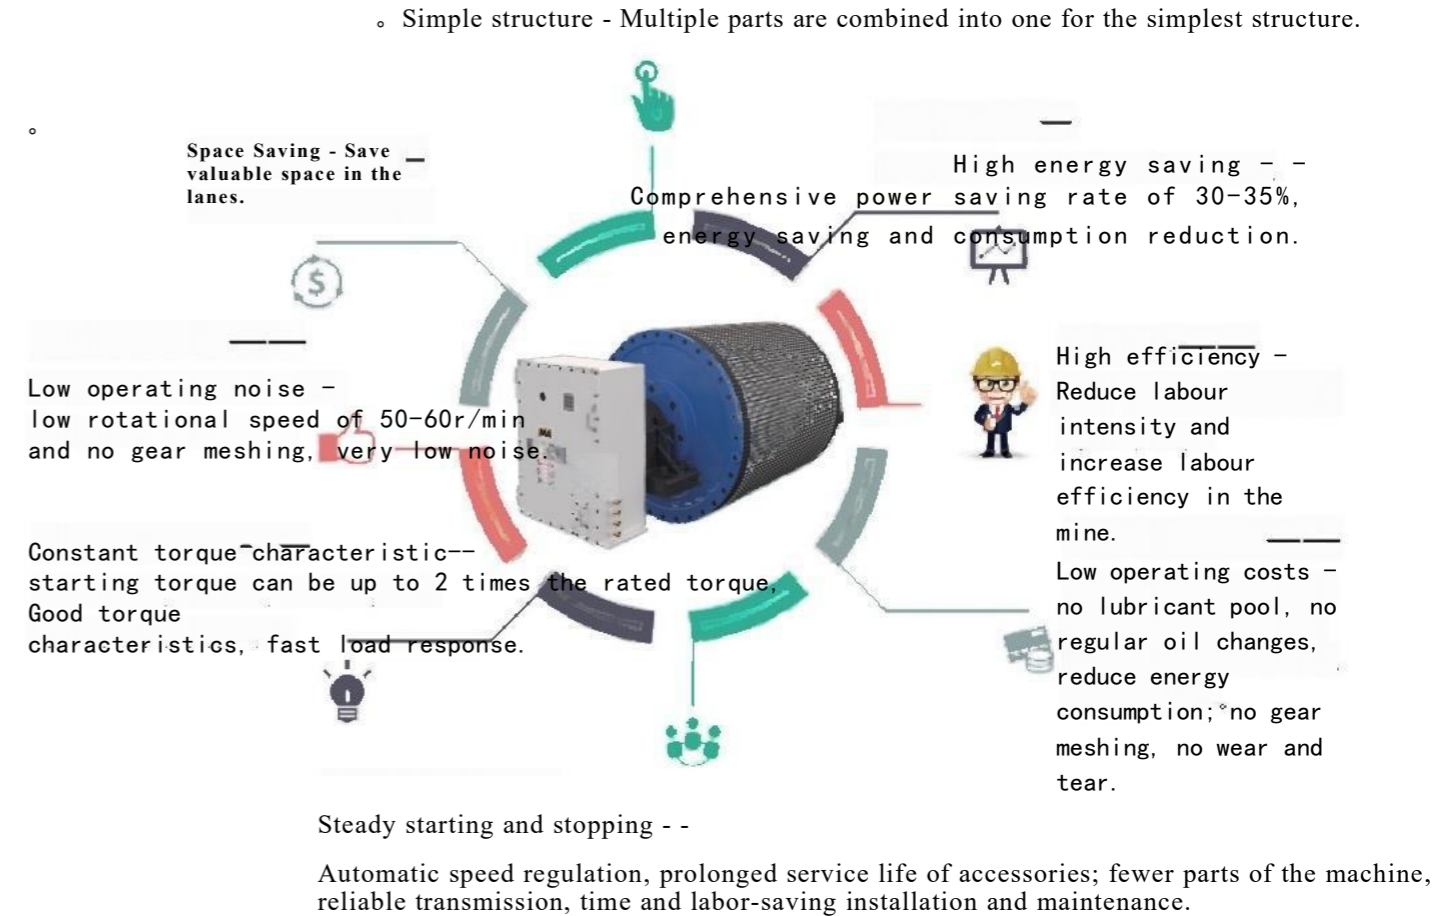 。Simple structure - Multiple parts are combined into one for the simplest structure.
。
Space Saving - Save
valuable space in the
lanes.
High energy saving - -
Comprehensive power saving rate of 30-35%,
energy saving and consumption reduction.
Low operating noise -
low rotational speed of 50-60r/min
and no gear meshing, very low noise.
High efficiency -
Reduce labour
intensity and
increase labour
efficiency in the
mine.
Constant torque characteristic--
starting torque can be up to 2 times the rated torque,
Good torque
characteristics, fast load response.
Low operating costs -
no lubricant pool, no
regular oil changes,
reduce energy
consumption; no gear
meshing, no wear and
tear.
Steady starting and stopping - -
Automatic speed regulation, prolonged service life of accessories; fewer parts of the machine,
reliable transmission, time and labor-saving installation and maintenance.